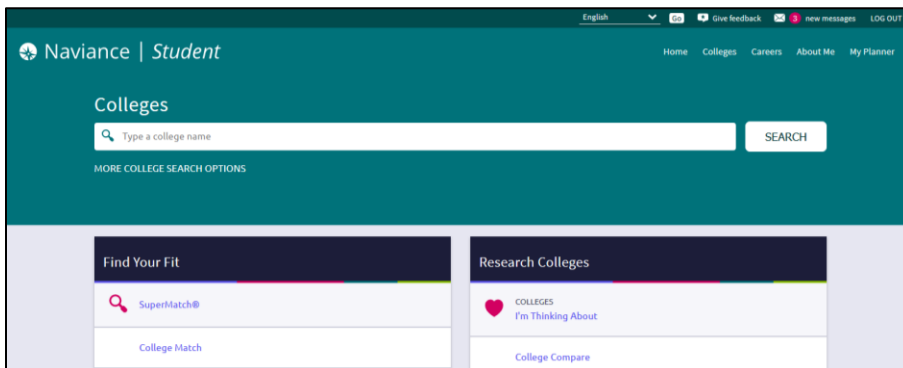 English Go Give feedback 3 new messages LOG OUT
Naviance | Student
Home Colleges Careers About Me My Planner
Colleges
Type a college name
SEARCH
MORE COLLEGE SEARCH OPTIONS
Find Your Fit
SuperMatch®
College Match
Research Colleges
COLLEGES
I'm Thinking About
College Compare